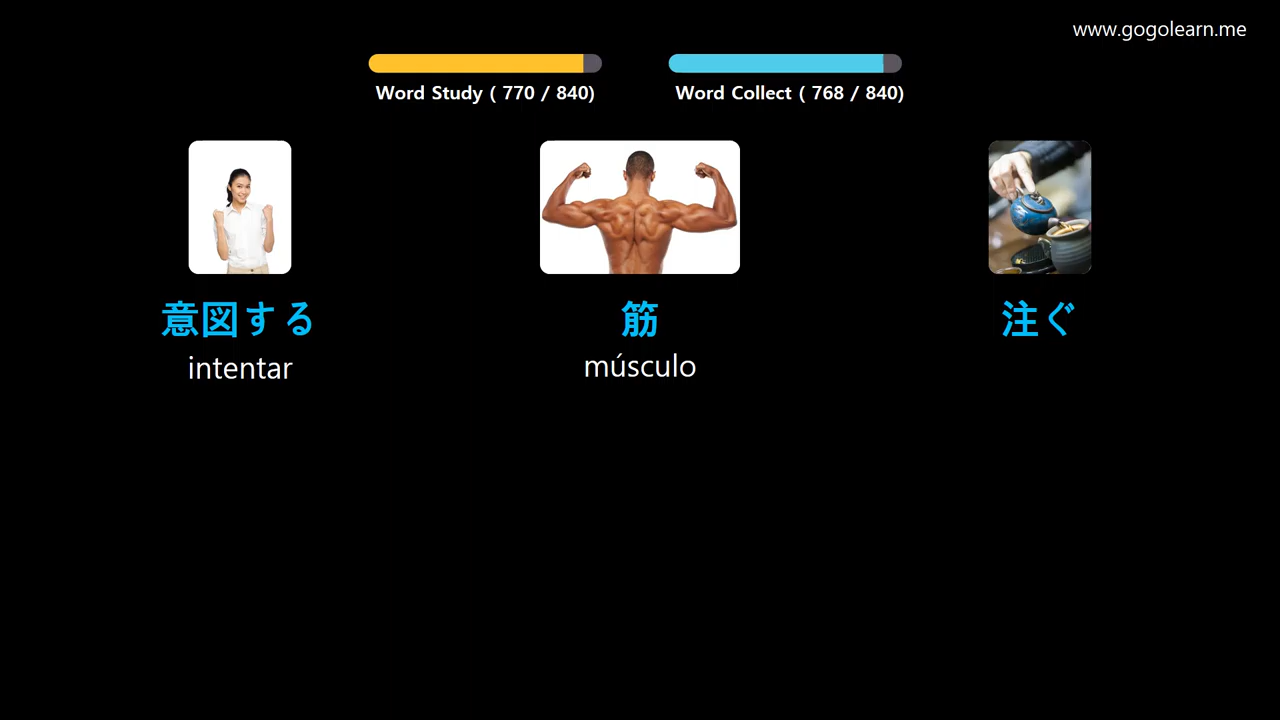 www.gogolearn.me
Word Study ( 770 / 840)
Word Collect ( 768 / 840)
意図する
筋
注ぐ
intentar
músculo